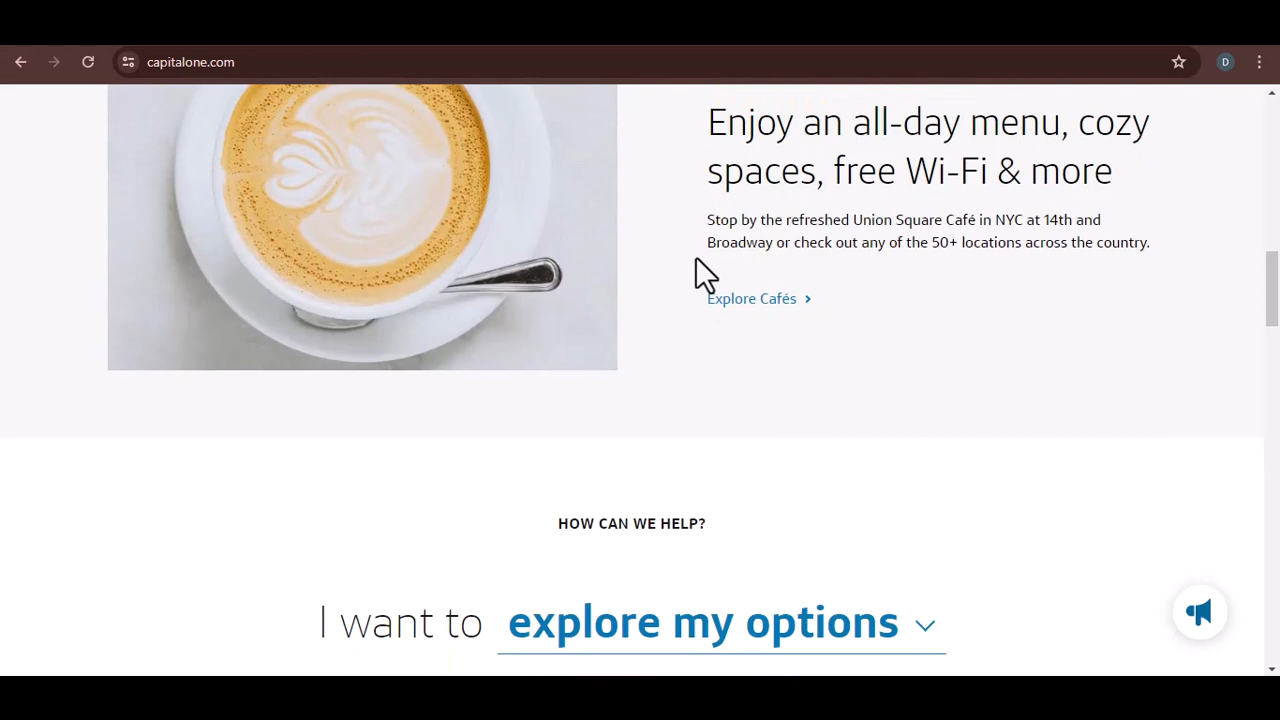 capitalone.com
D
Enjoy an all-day menu, cozy
spaces, free Wi-Fi & more
Stop by the refreshed Union Square Café in NYC at 14th and
Broadway or check out any of the 50+ locations across the country.
Explore Cafés
HOW CAN WE HELP?
I want to explore my options